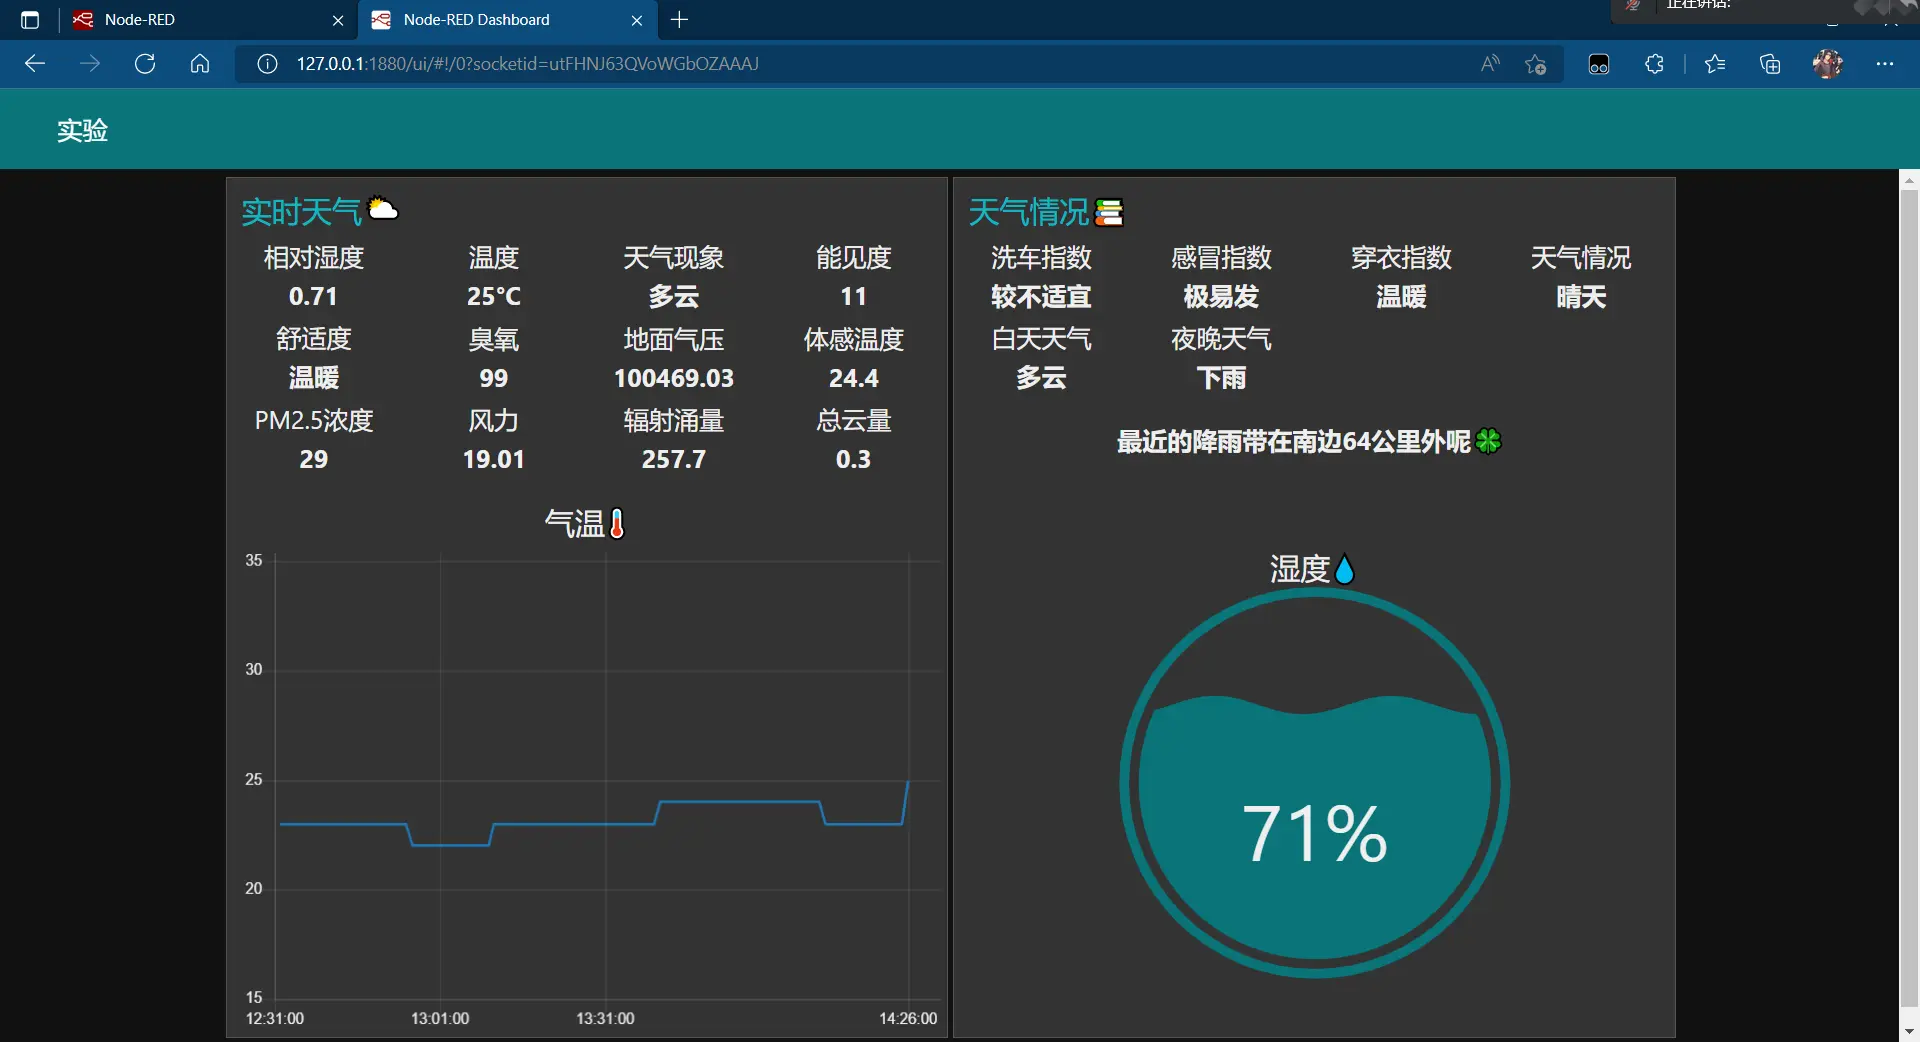 Node-RED
Node-RED Dashboard
正在讲话:
127.0.0.1:1880/ui/#!/0?socketid=utFHNJ63QVoWGbOZAAAJ
实验
实时天气
相对湿度 温度 天气现象 能见度
0.71 25°C 多云 11
舒适度 臭氧 地面气压 体感温度
温暖 99 100469.03 24.4
PM2.5浓度 风力 辐射涌量 总云量
29 19.01 257.7 0.3
气温
35
30
25
20
15
12:31:00 13:01:00 13:31:00 14:26:00
天气情况
洗车指数 感冒指数 穿衣指数 天气情况
较不适宜 极易发 温暖 晴天
白天天气 夜晚天气
多云 下雨
最近的降雨带在南边64公里外呢
湿度
71%